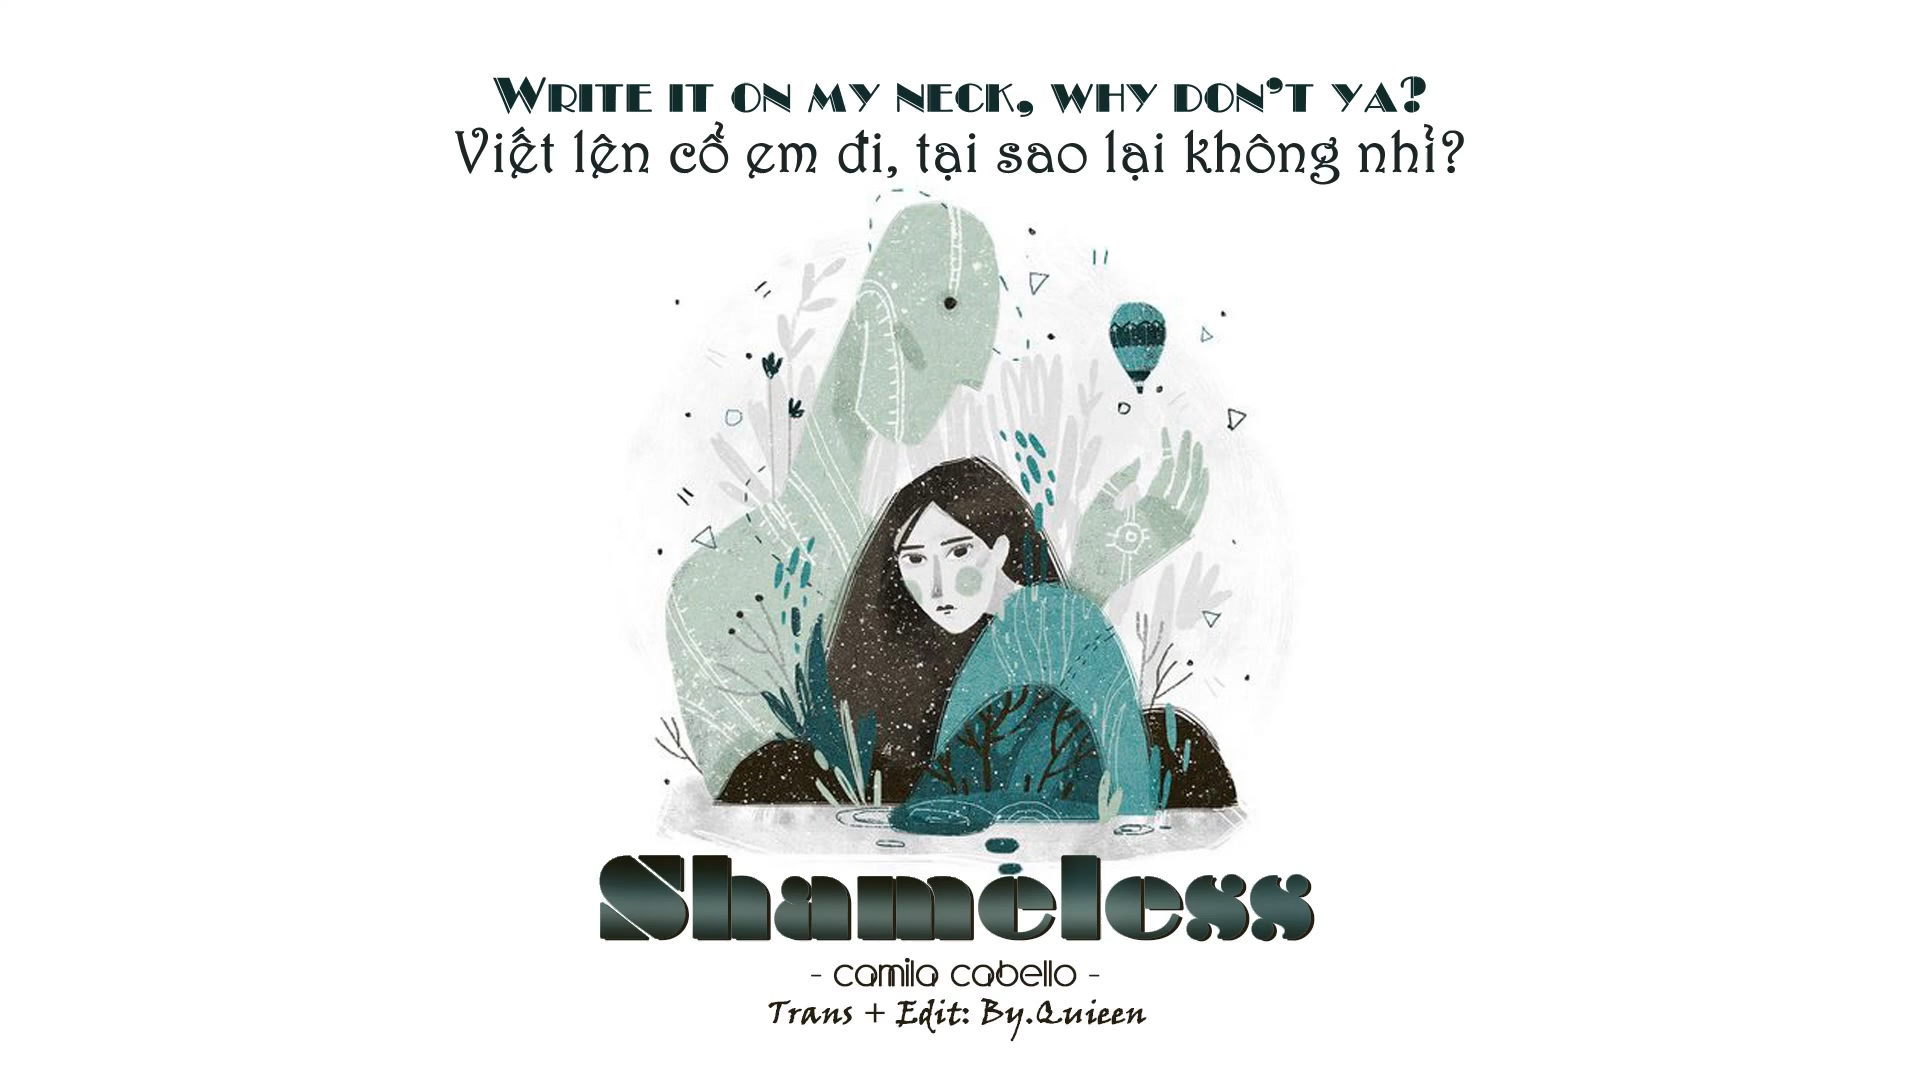 Write it on my neck, why don't ya?
Viết lên cổ em đi, tại sao lại không nhỉ?
Shameless
- camila cabello -
Trans + Edit: By.Quieen